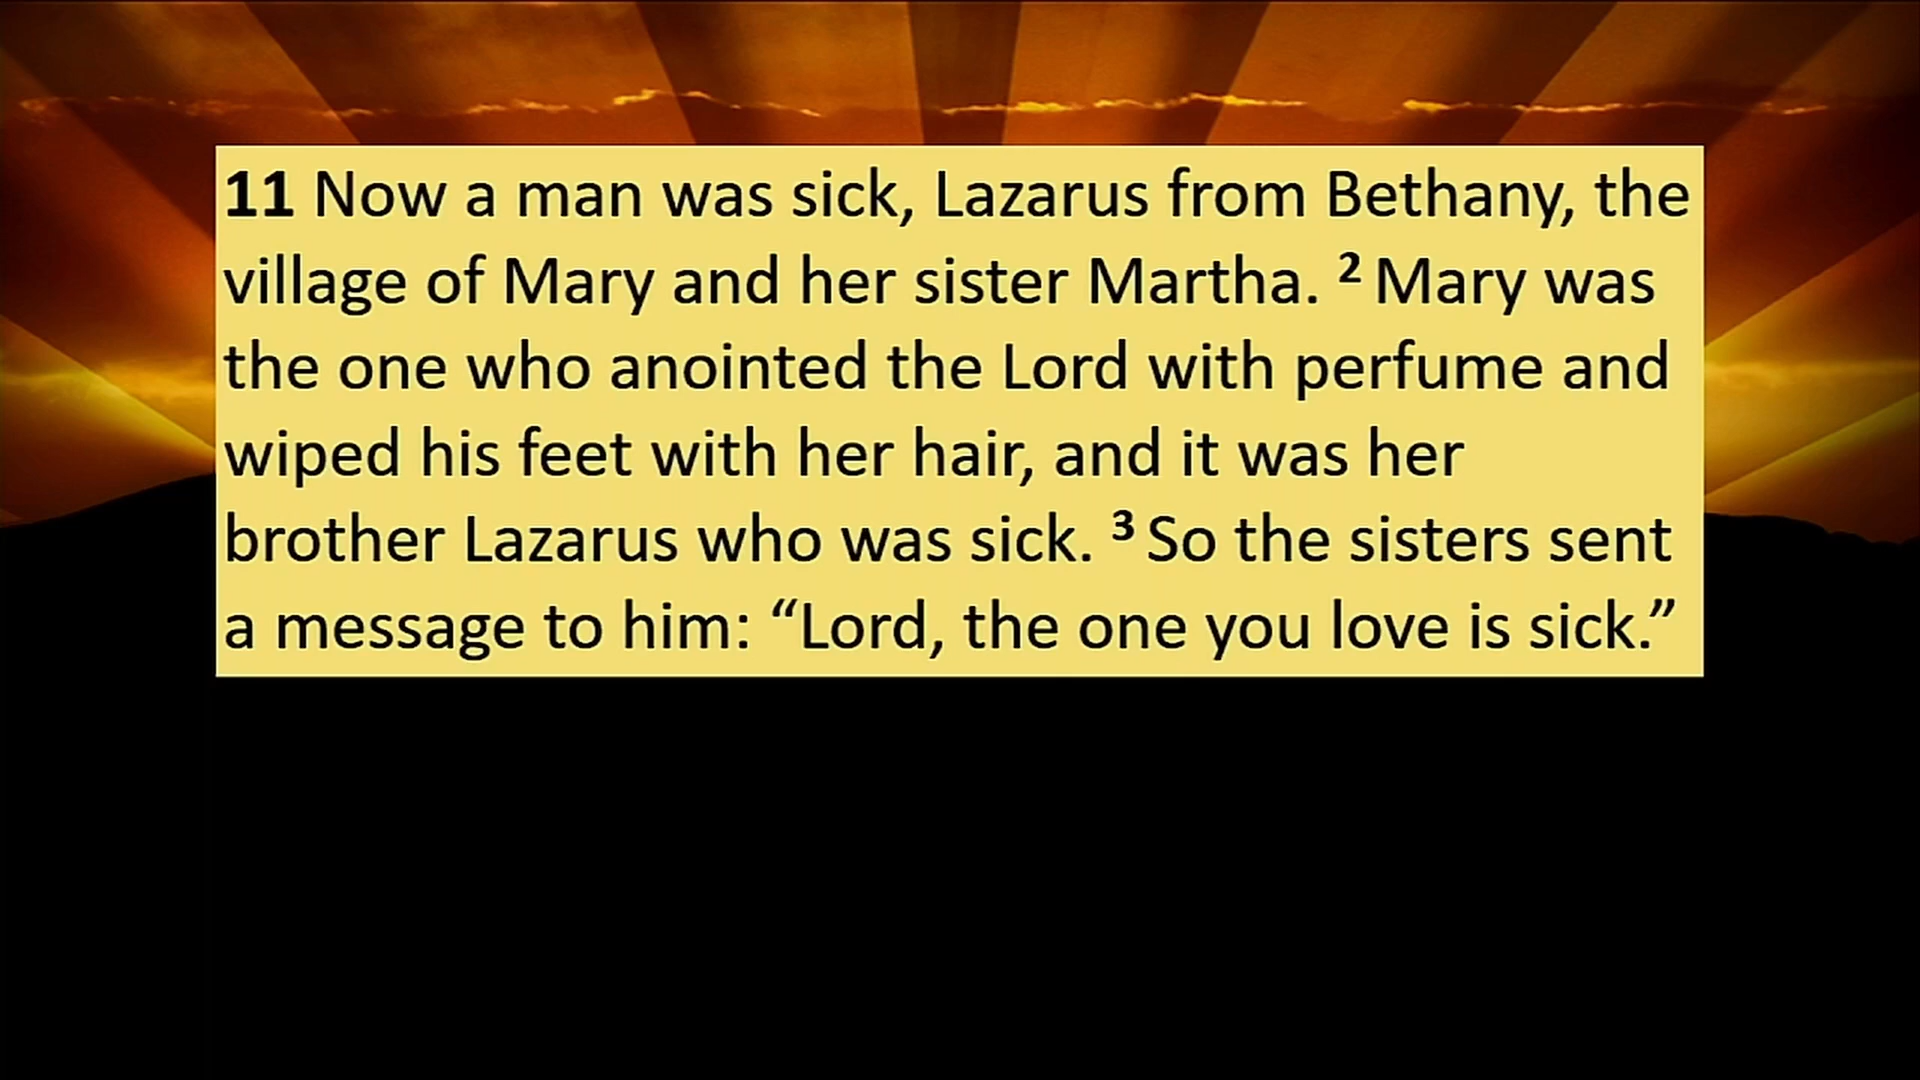 11 Now a man was sick, Lazarus from Bethany, the
village of Mary and her sister Martha. ² Mary was
the one who anointed the Lord with perfume and
wiped his feet with her hair, and it was her
brother Lazarus who was sick. ³ So the sisters sent
a message to him: “Lord, the one you love is sick.”